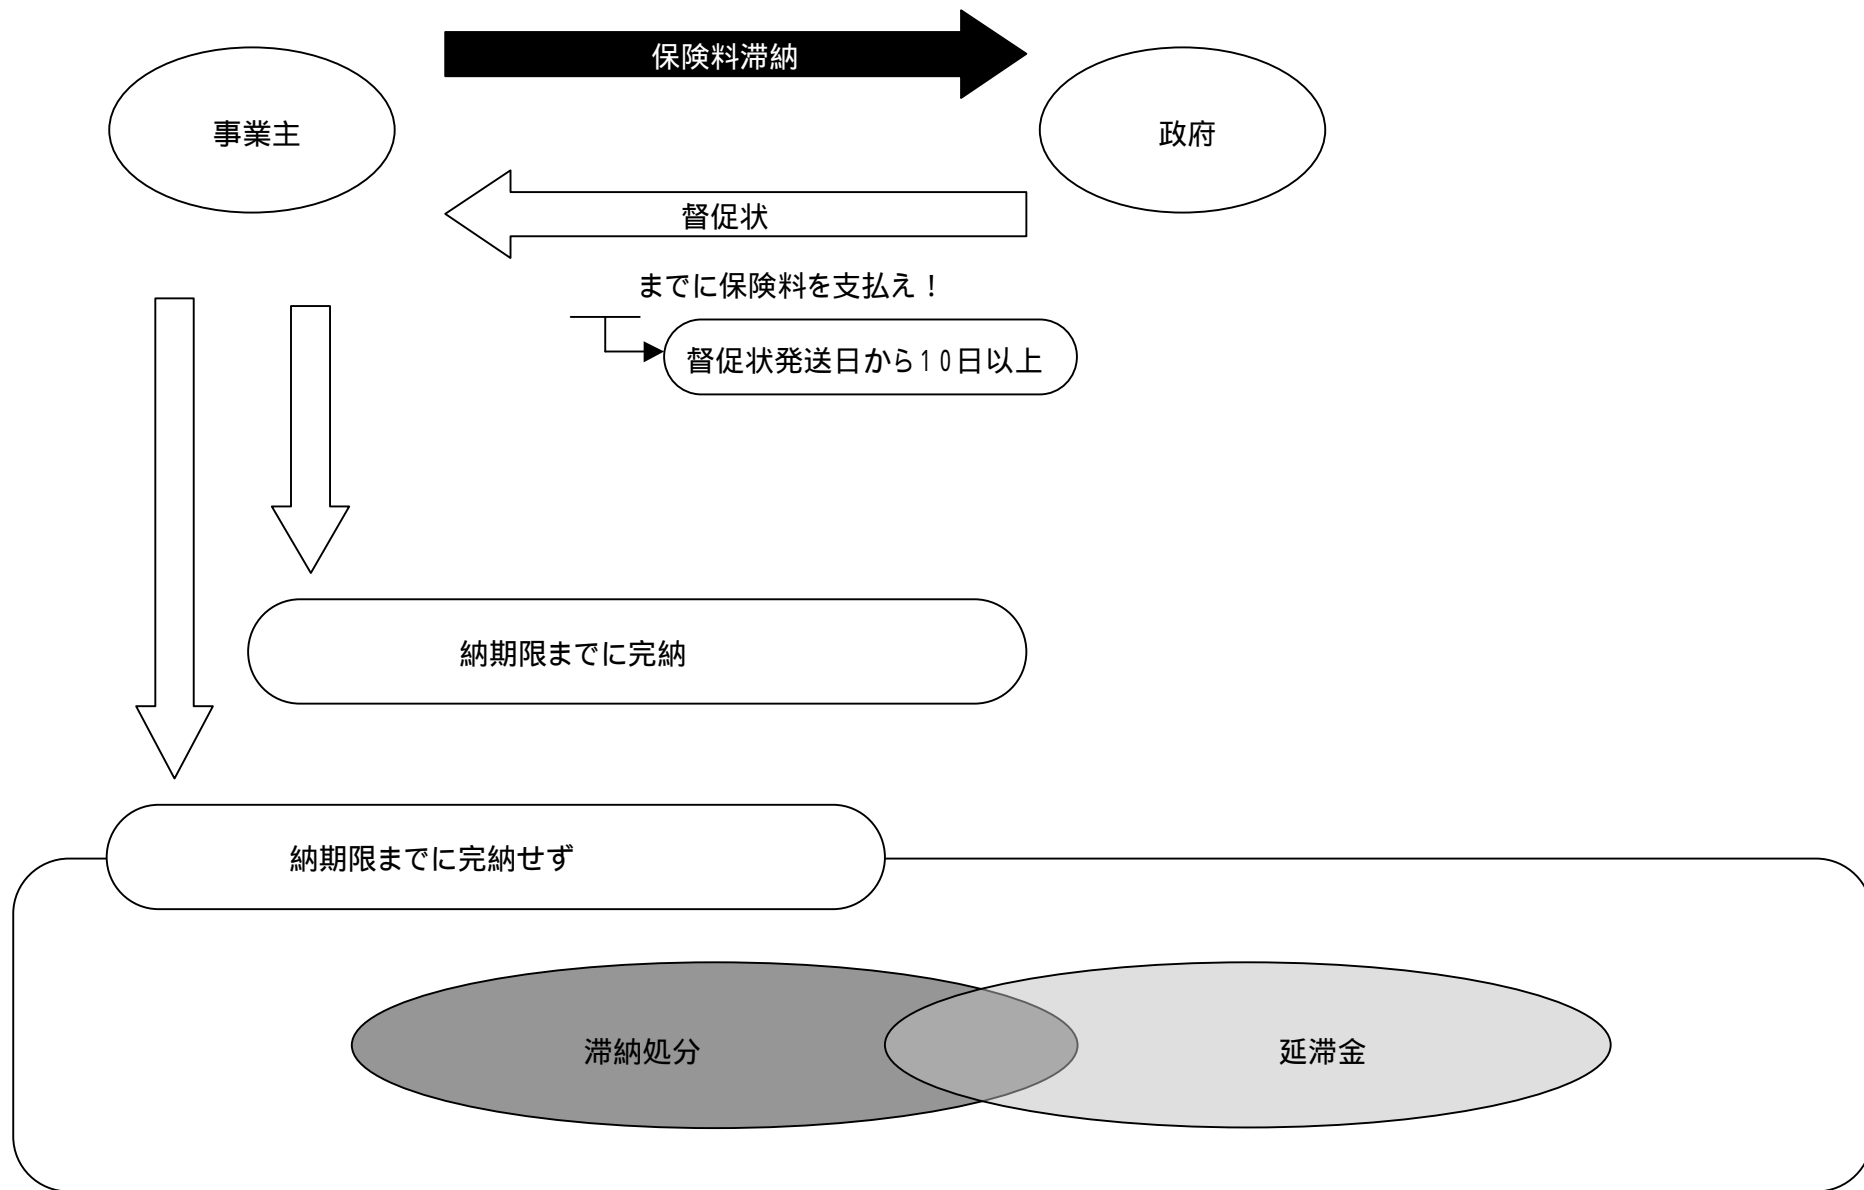 保険料滞納
事業主
政府
督促状
までに保険料を支払え！
督促状発送日から１０日以上
納期限までに完納
納期限までに完納せず
滞納処分
延滞金